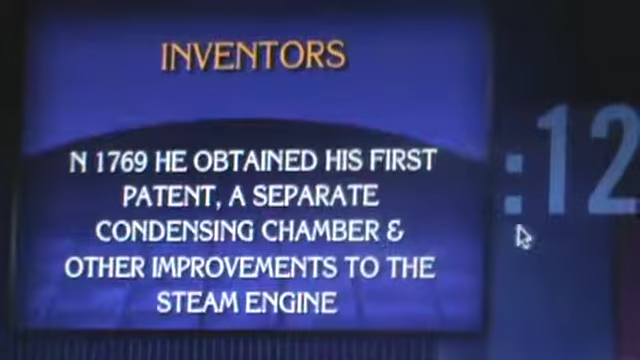 INVENTORS
N 1769 HE OBTAINED HIS FIRST
PATENT, A SEPARATE
CONDENSING CHAMBER &
OTHER IMPROVEMENTS TO THE
STEAM ENGINE
:12